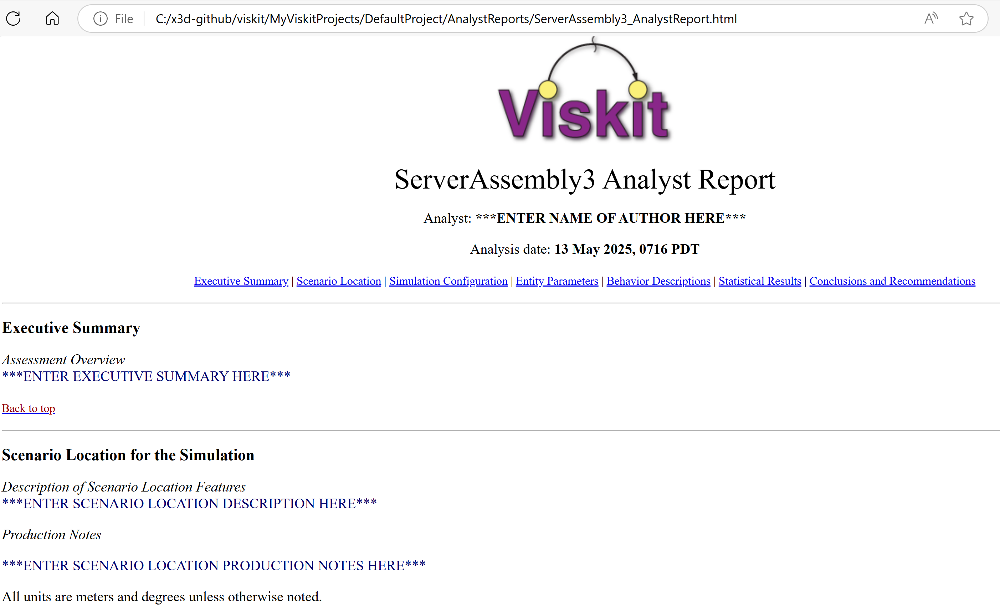 File C:/x3d-github/viskit/MyViskitProjects/DefaultProject/AnalystReports/ServerAssembly3_AnalystReport.html
Viskit
ServerAssembly3 Analyst Report
Analyst: ***ENTER NAME OF AUTHOR HERE***
Analysis date: 13 May 2025, 0716 PDT
Executive Summary | Scenario Location | Simulation Configuration | Entity Parameters | Behavior Descriptions | Statistical Results | Conclusions and Recommendations
Executive Summary
Assessment Overview
***ENTER EXECUTIVE SUMMARY HERE***
Back to top
Scenario Location for the Simulation
Description of Scenario Location Features
***ENTER SCENARIO LOCATION DESCRIPTION HERE***
Production Notes
***ENTER SCENARIO LOCATION PRODUCTION NOTES HERE***
All units are meters and degrees unless otherwise noted.